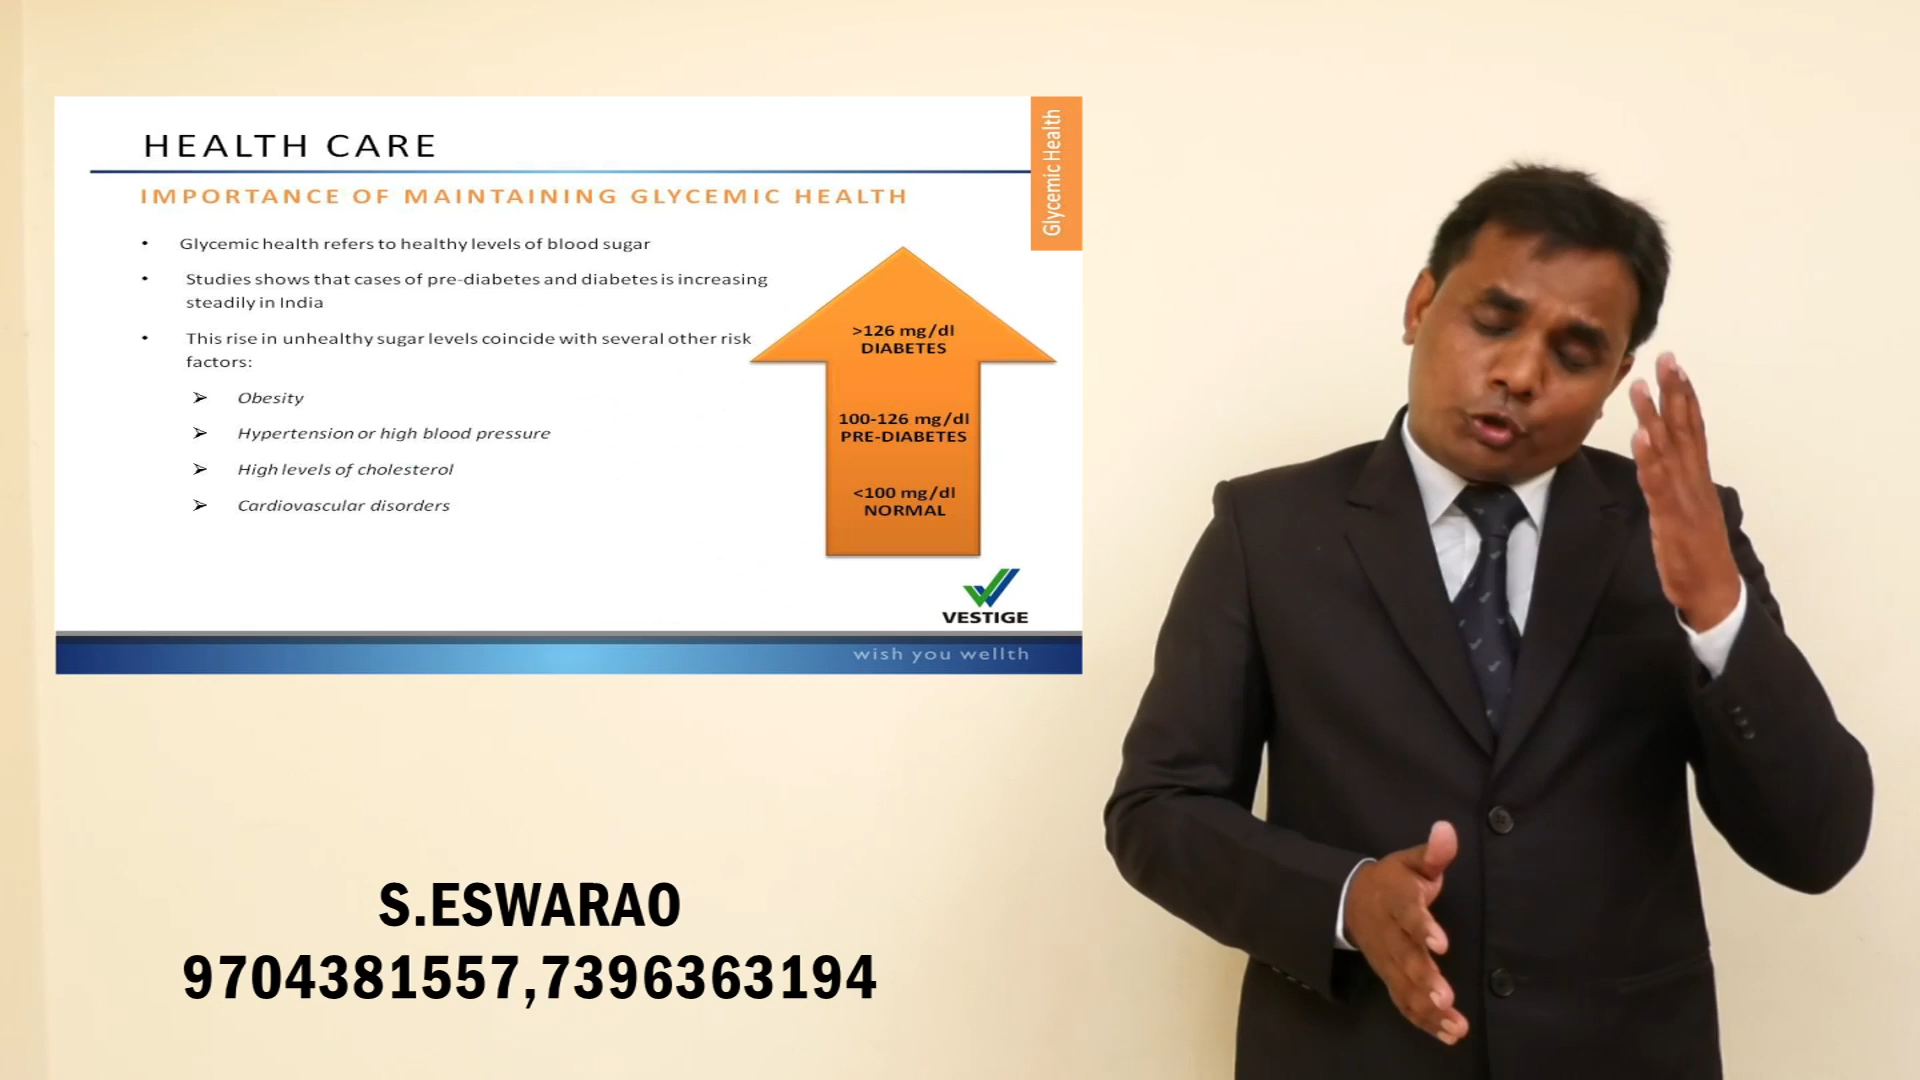 HEALTH CARE
Glycemic Health
IMPORTANCE OF MAINTAINING GLYCEMIC HEALTH
• Glycemic health refers to healthy levels of blood sugar
• Studies shows that cases of pre-diabetes and diabetes is increasing
steadily in India
• This rise in unhealthy sugar levels coincide with several other risk
factors:
➢ Obesity
➢ Hypertension or high blood pressure
➢ High levels of cholesterol
➢ Cardiovascular disorders
>126 mg/dl
DIABETES
100-126 mg/dl
PRE-DIABETES
<100 mg/dl
NORMAL
VESTIGE
wish you wellth
S.ESWARAO
9704381557,7396363194